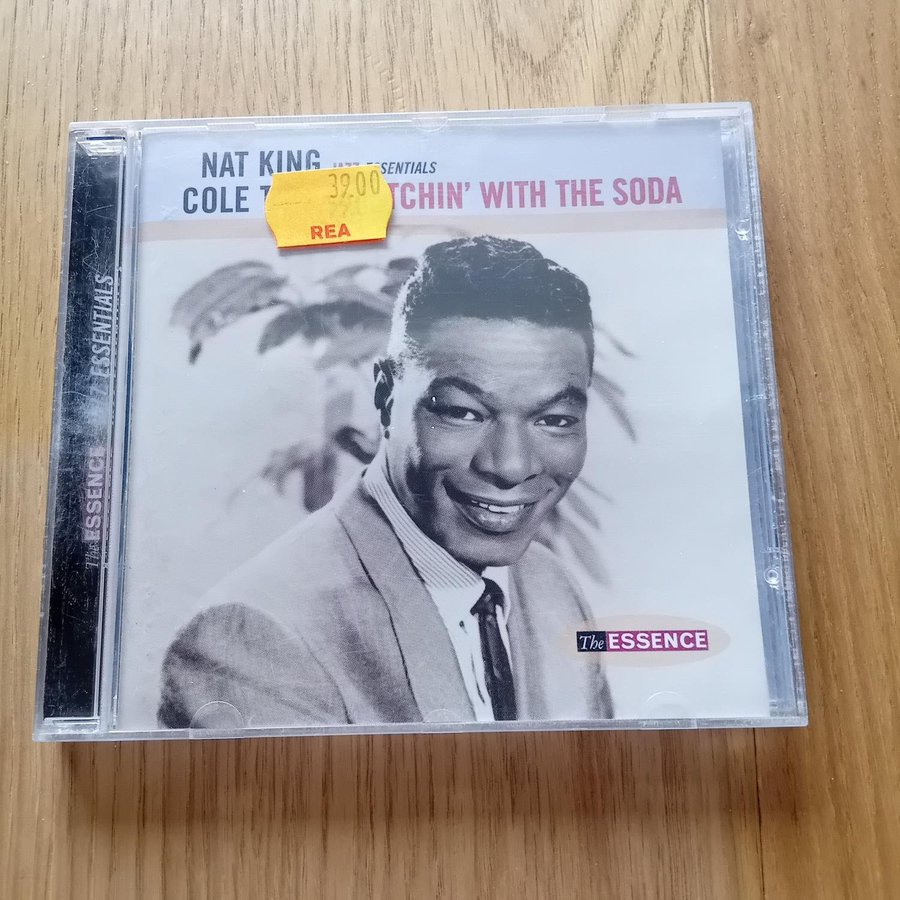 NAT KING
JAZZ ESSENTIALS
COLE T
TCHIN' WITH THE SODA
39.00
REA
The ESSENCE
The ESSENCE
ESSENTIALS